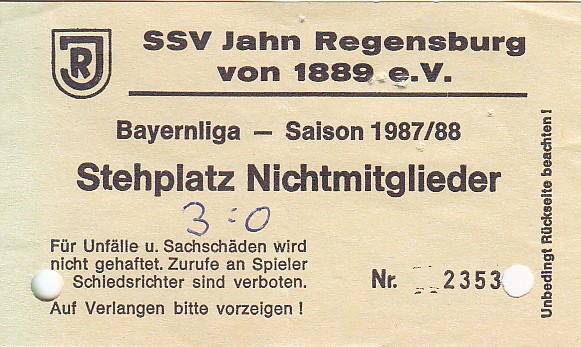 JR
SSV Jahn Regensburg
von 1889 e.V.
Bayernliga — Saison 1987/88
Stehplatz Nichtmitglieder
3:0
Für Unfälle u. Sachschäden wird
nicht gehaftet. Zurufe an Spieler
Schiedsrichter sind verboten.
Auf Verlangen bitte vorzeigen!
Nr. 2353
Unbedingt Rückseite beachten!